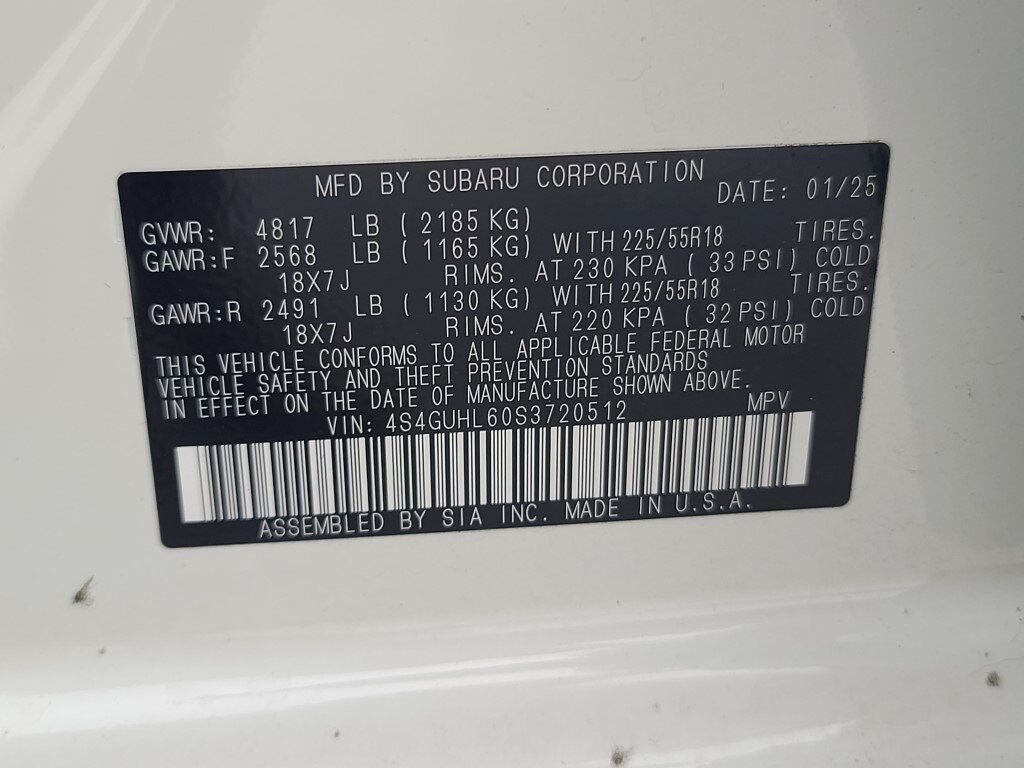 MFD BY SUBARU CORPORATION DATE: 01/25
GVWR: 4817 LB ( 2185 KG)
GAWR:F 2568 LB ( 1165 KG) WITH 225/55R18 TIRES.
18X7J RIMS. AT 230 KPA ( 33 PSI) COLD
GAWR:R 2491 LB ( 1130 KG) WITH 225/55R18 TIRES.
18X7J RIMS. AT 220 KPA ( 32 PSI) COLD
THIS VEHICLE CONFORMS TO ALL APPLICABLE FEDERAL MOTOR
VEHICLE SAFETY AND THEFT PREVENTION STANDARDS
IN EFFECT ON THE DATE OF MANUFACTURE SHOWN ABOVE.
VIN: 4S4GUHL60S3720512 MPV
ASSEMBLED BY SIA INC. MADE IN U.S.A.